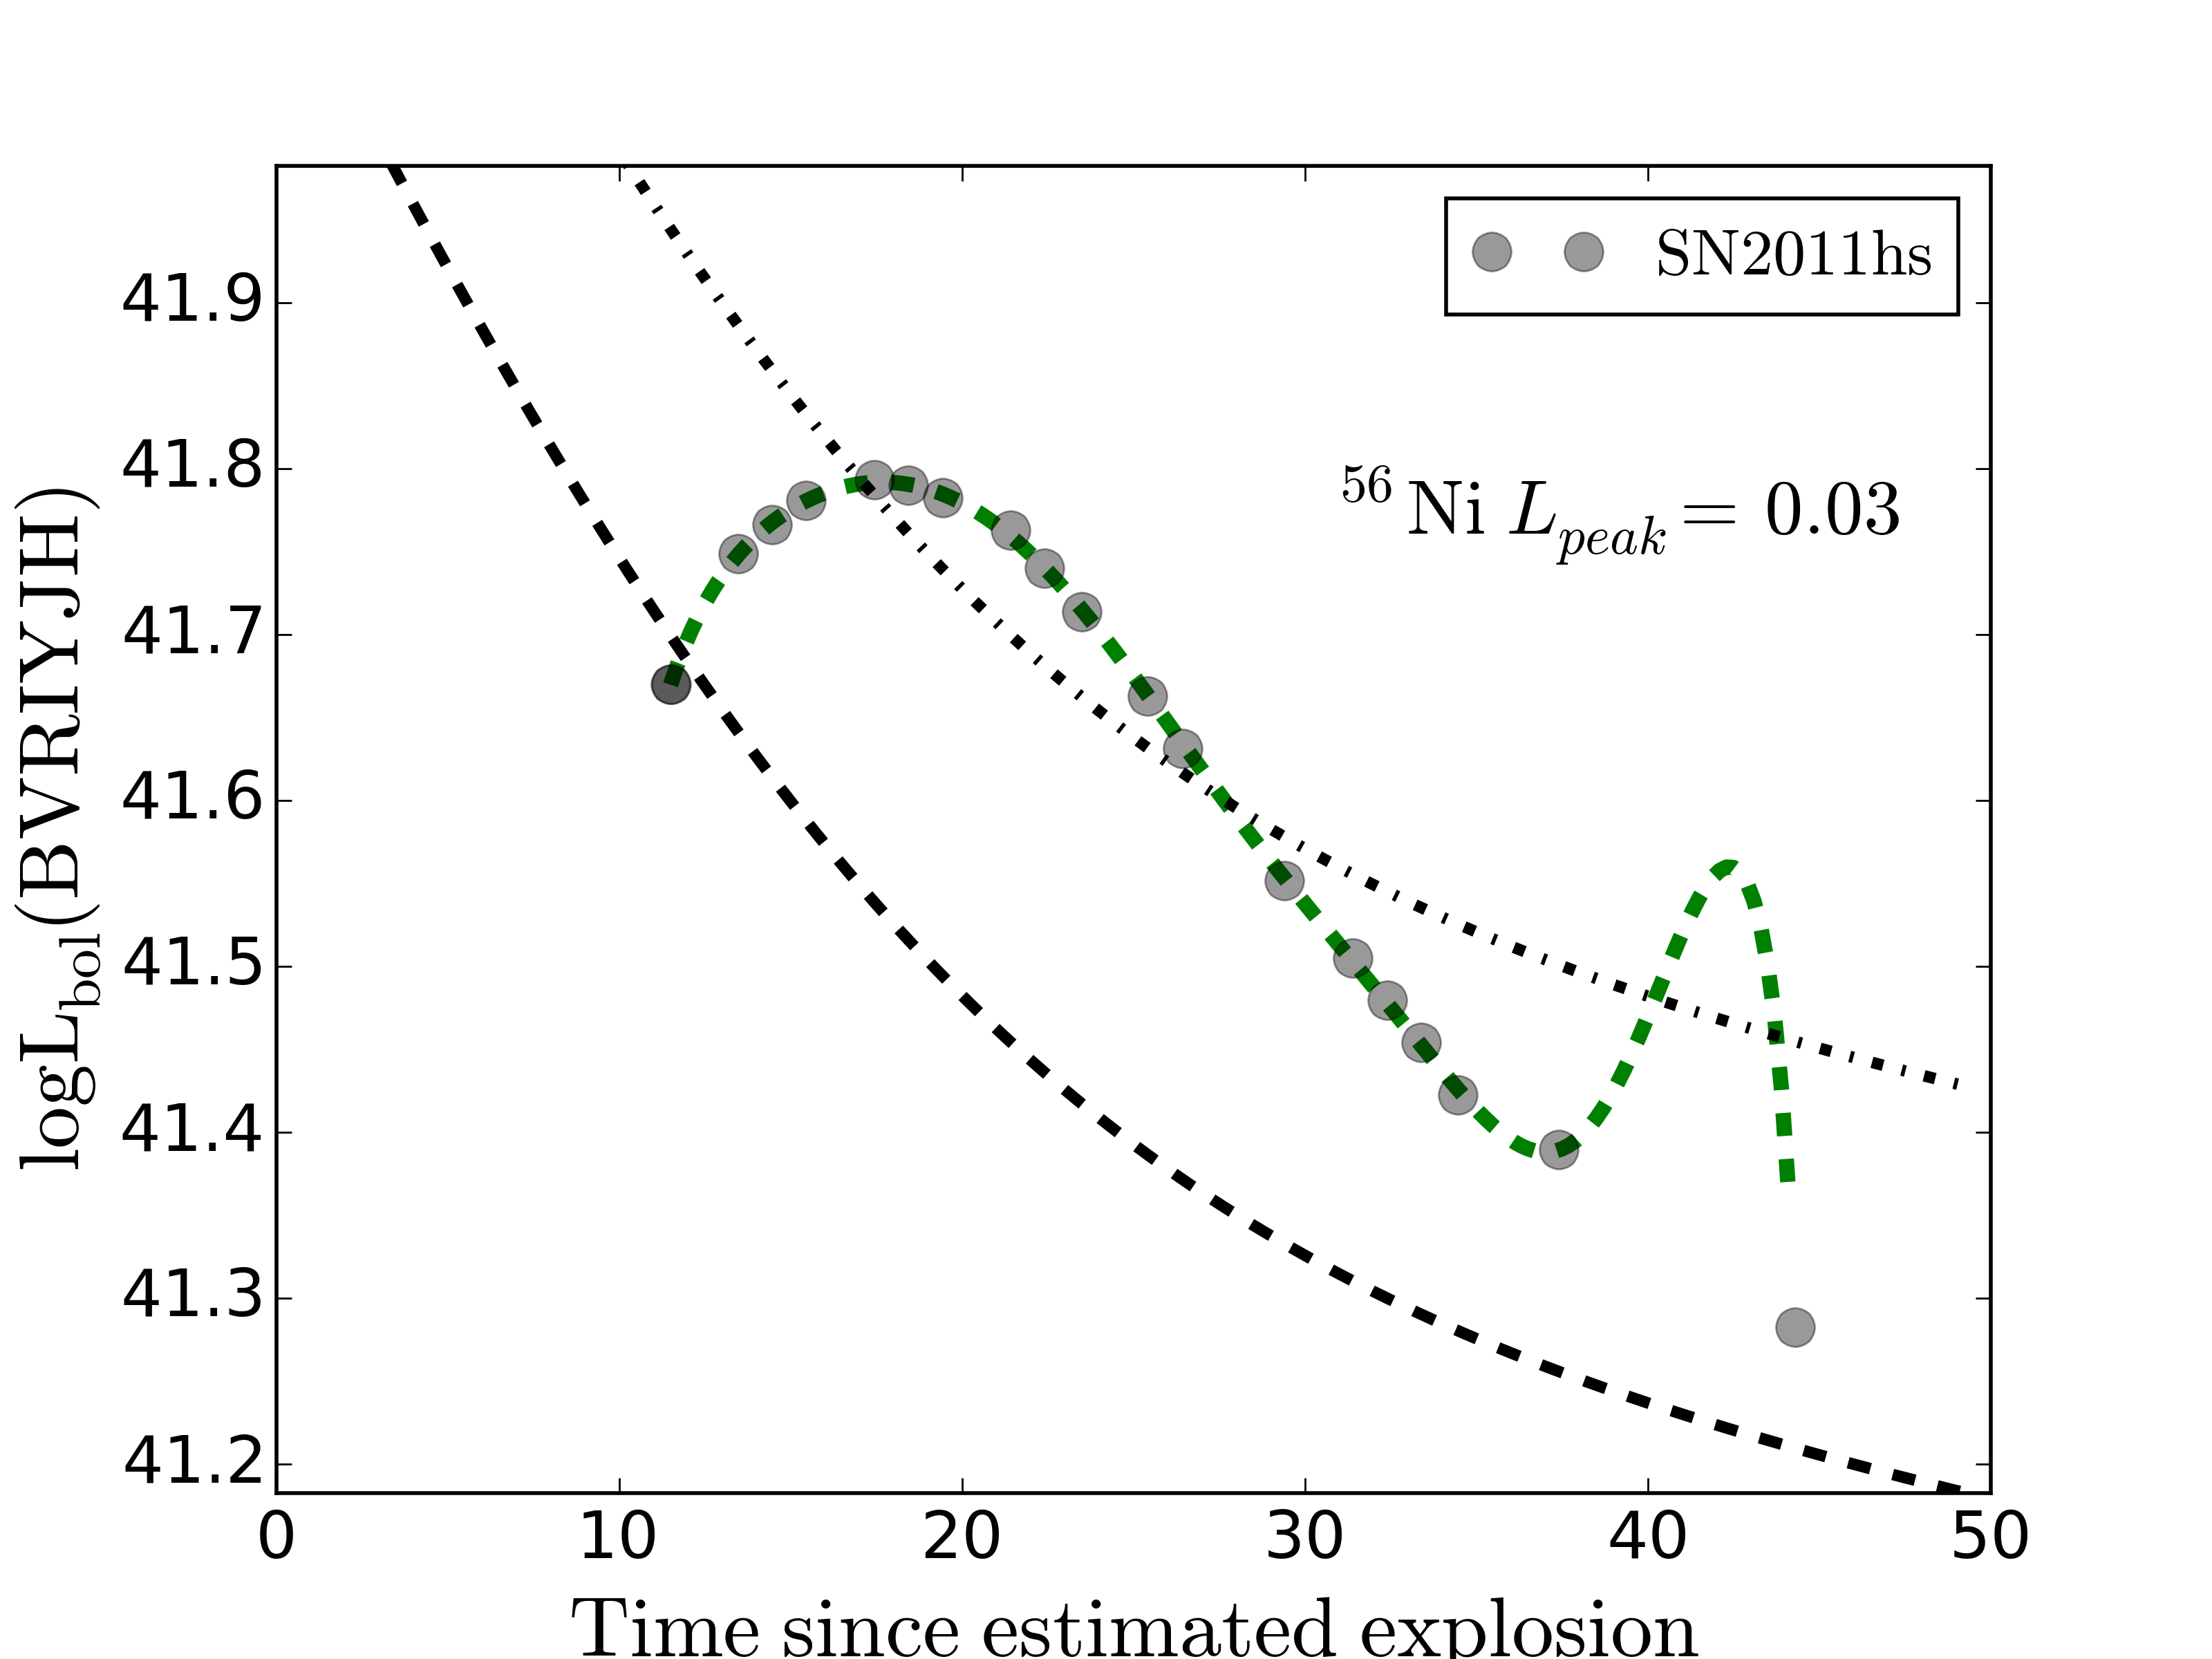 SN2011hs
⁵⁶Ni L_peak = 0.03
logL_bol(BVRIYJH)
41.9
41.8
41.7
41.6
41.5
41.4
41.3
41.2
0 10 20 30 40 50
Time since estimated explosion